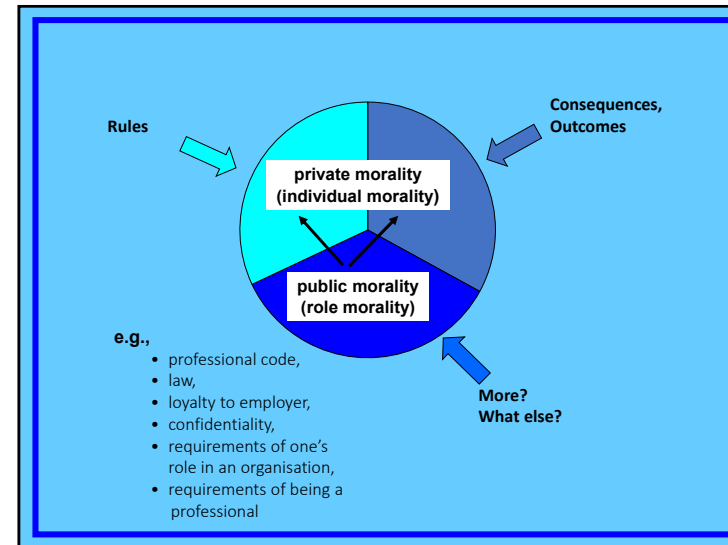 Rules
Consequences,
Outcomes
private morality
(individual morality)
public morality
(role morality)
e.g.,
• professional code,
• law,
• loyalty to employer,
• confidentiality,
• requirements of one's
role in an organisation,
• requirements of being a
professional
More?
What else?